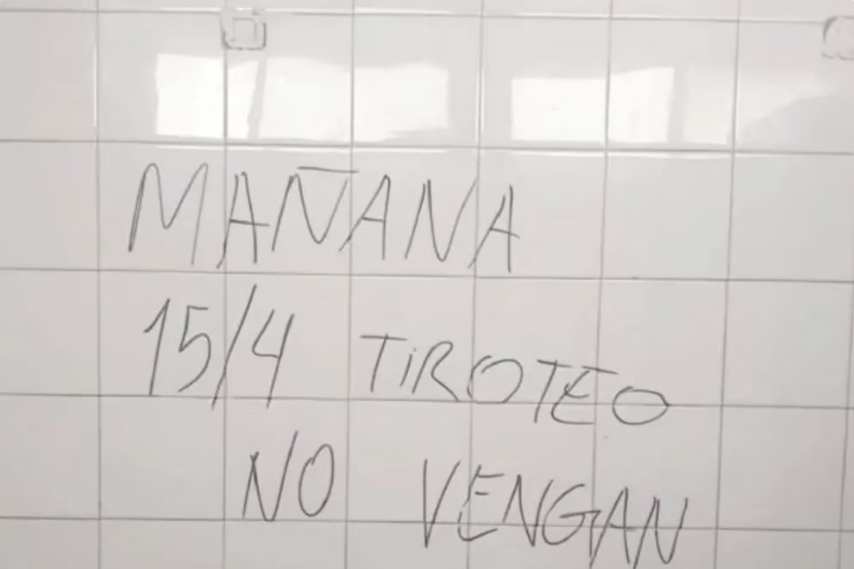 MAÑANA
15/4 TIROTEO
NO VENGAN